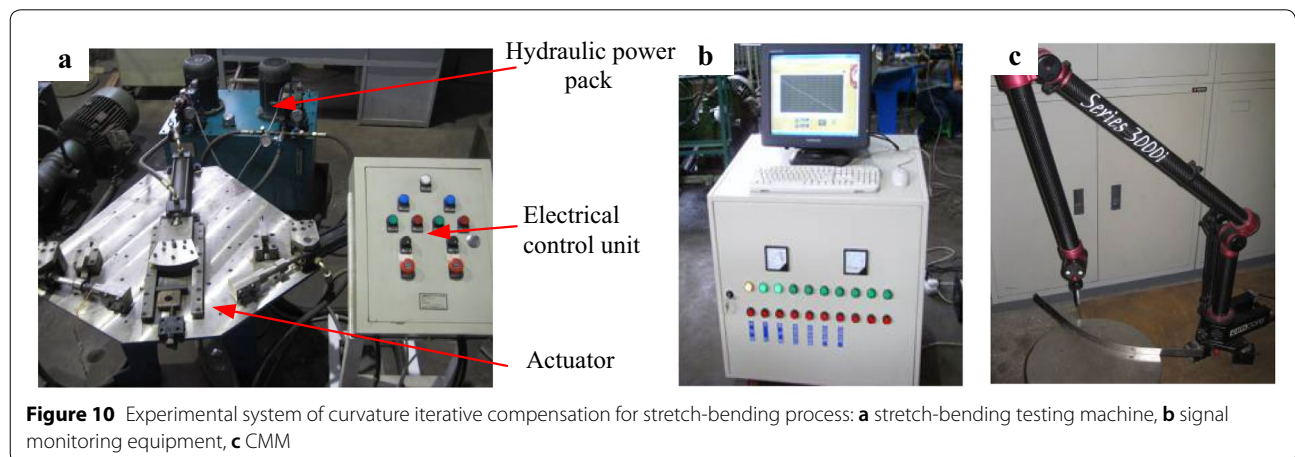 a
Hydraulic power
pack
Electrical
control unit
Actuator
b
c
Series 3000i
Figure 10 Experimental system of curvature iterative compensation for stretch-bending process: a stretch-bending testing machine, b signal
monitoring equipment, c CMM